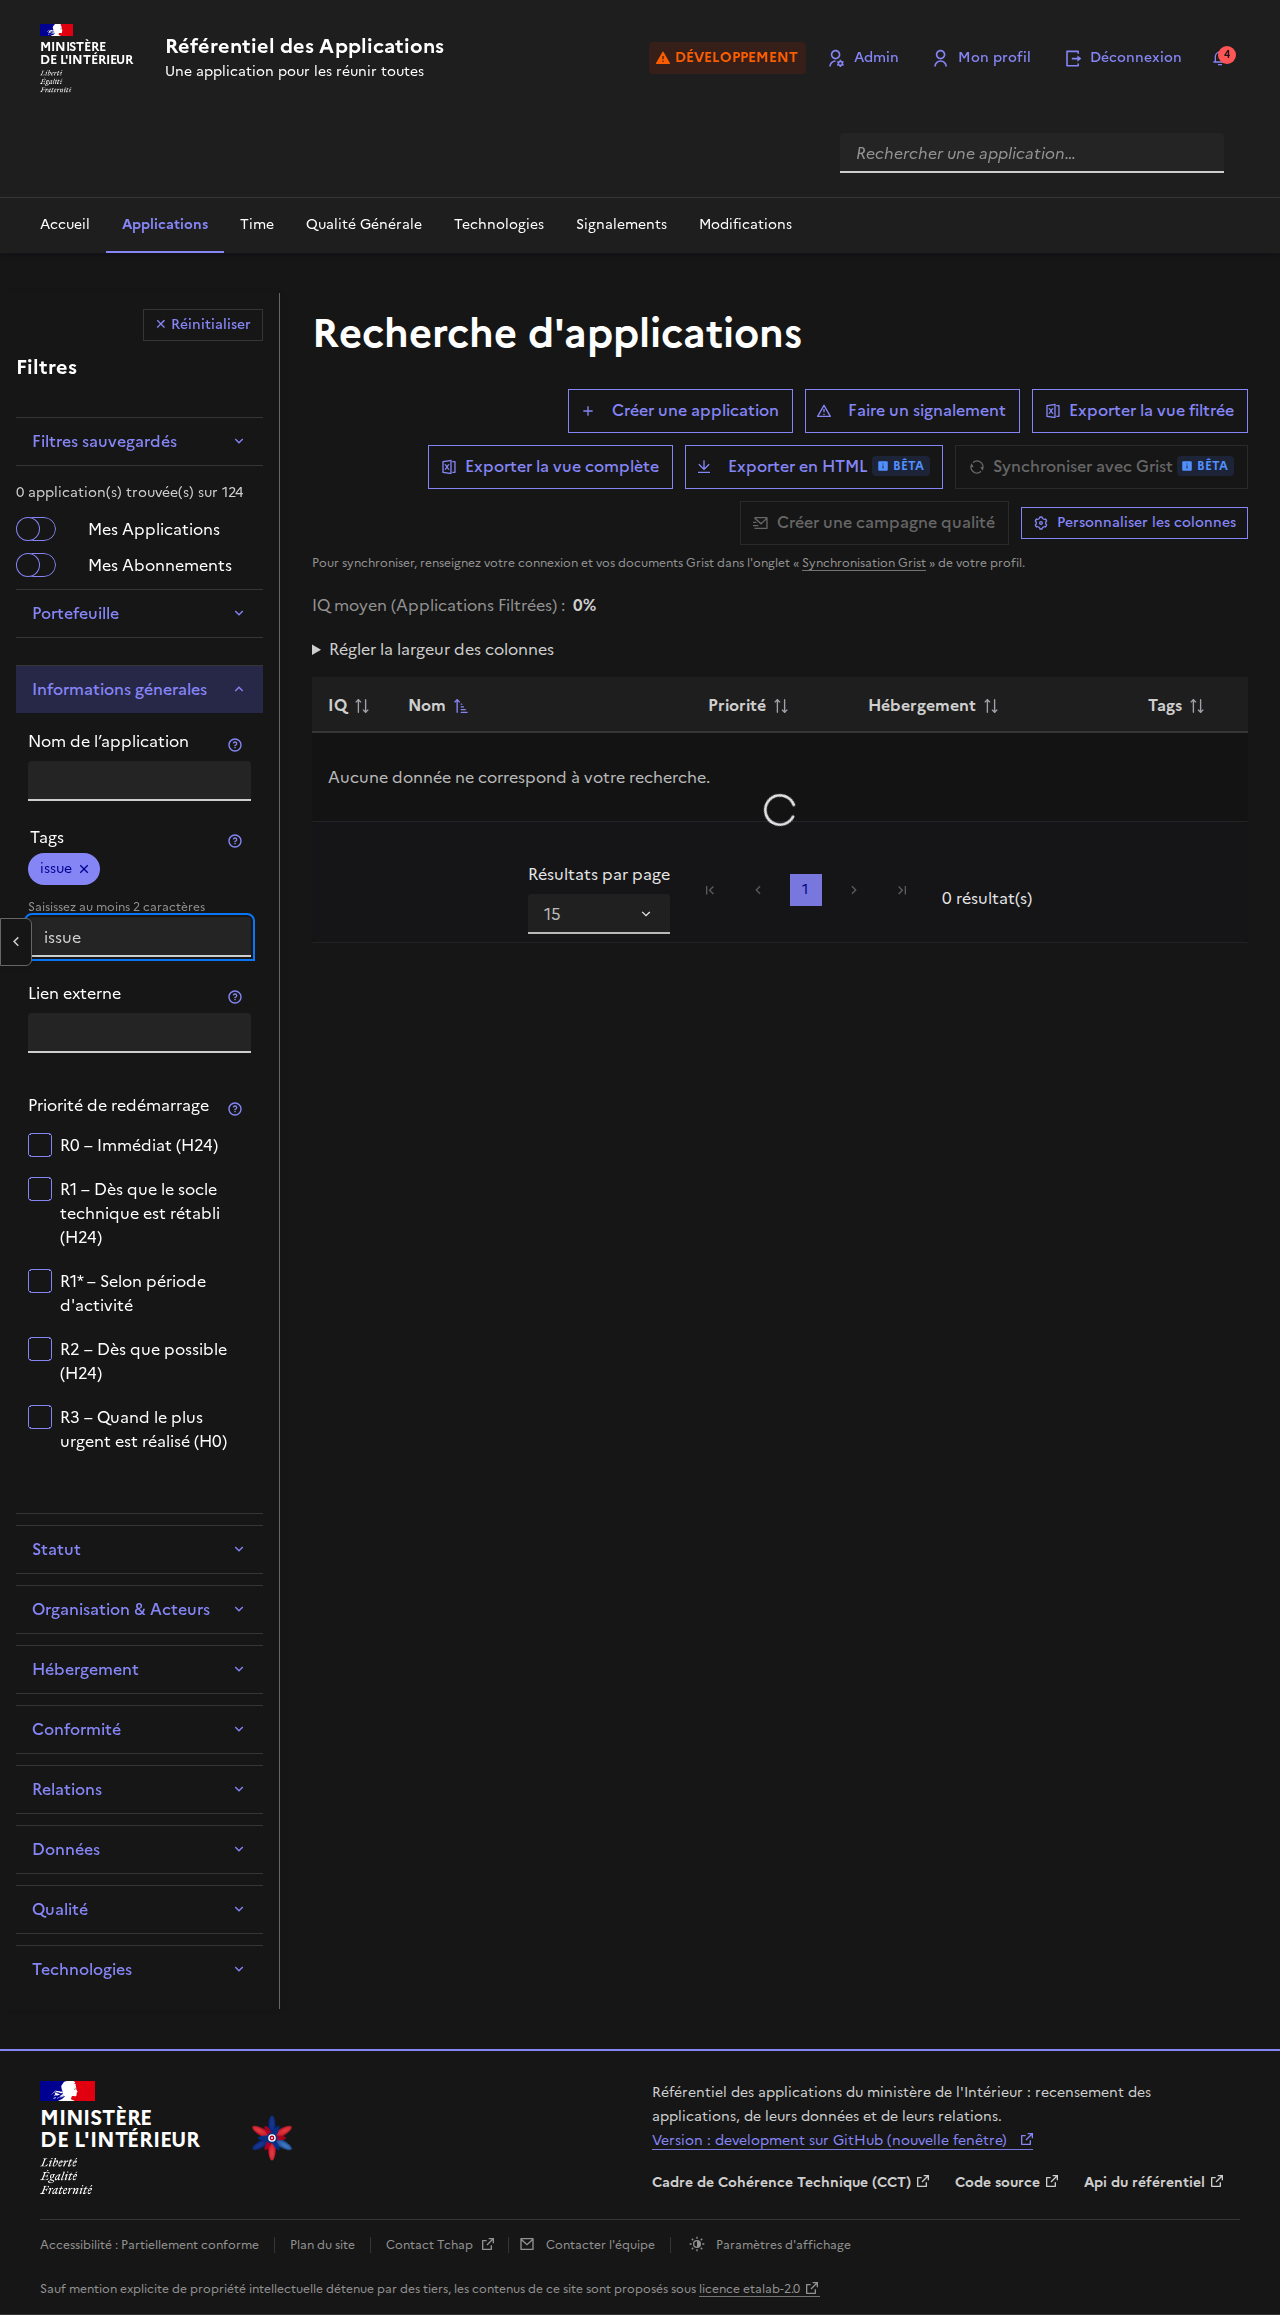 MINISTÈRE
DE L'INTÉRIEUR
Liberté
Égalité
Fraternité
Référentiel des Applications
Une application pour les réunir toutes
DÉVELOPPEMENT
Admin
Mon profil
Déconnexion
4
Rechercher une application...
Accueil
Applications
Time
Qualité Générale
Technologies
Signalements
Modifications
Réinitialiser
Filtres
Filtres sauvegardés
0 application(s) trouvée(s) sur 124
Mes Applications
Mes Abonnements
Portefeuille
Informations génerales
Nom de l’application
Tags
issue
Saisissez au moins 2 caractères
issue
Lien externe
Priorité de redémarrage
R0 – Immédiat (H24)
R1 – Dès que le socle
technique est rétabli
(H24)
R1* – Selon période
d'activité
R2 – Dès que possible
(H24)
R3 – Quand le plus
urgent est réalisé (H0)
Statut
Organisation & Acteurs
Hébergement
Conformité
Relations
Données
Qualité
Technologies
Recherche d'applications
Créer une application
Faire un signalement
Exporter la vue filtrée
Exporter la vue complète
Exporter en HTML BÊTA
Synchroniser avec Grist BÊTA
Créer une campagne qualité
Personnaliser les colonnes
Pour synchroniser, renseignez votre connexion et vos documents Grist dans l'onglet « Synchronisation Grist » de votre profil.
IQ moyen (Applications Filtrées) : 0%
Régler la largeur des colonnes
IQ Nom Priorité Hébergement Tags
Aucune donnée ne correspond à votre recherche.
Résultats par page
15
1
0 résultat(s)
MINISTÈRE
DE L'INTÉRIEUR
Liberté
Égalité
Fraternité
Référentiel des applications du ministère de l'Intérieur : recensement des
applications, de leurs données et de leurs relations.
Version : development sur GitHub (nouvelle fenêtre)
Cadre de Cohérence Technique (CCT)
Code source
Api du référentiel
Accessibilité : Partiellement conforme
Plan du site
Contact Tchap
Contacter l'équipe
Paramètres d'affichage
Sauf mention explicite de propriété intellectuelle détenue par des tiers, les contenus de ce site sont proposés sous licence etalab-2.0